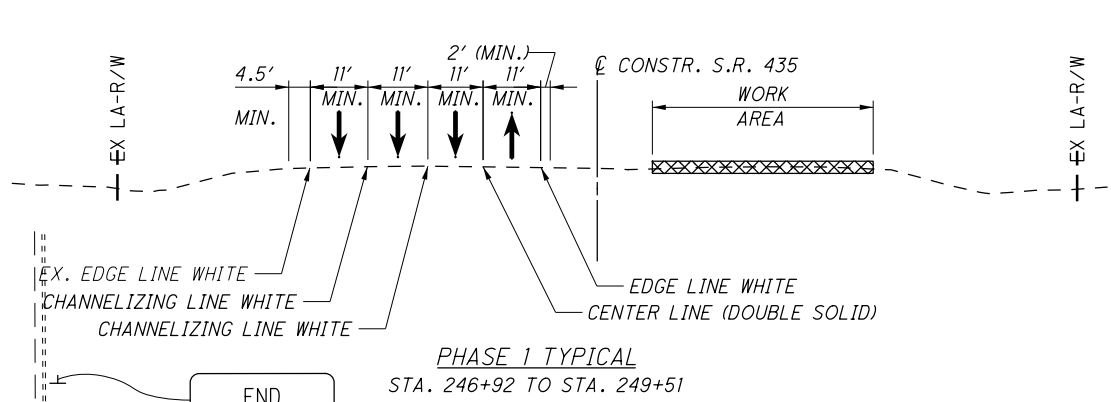 2' (MIN.)
℄ CONSTR. S.R. 435
4.5' 11' 11' 11' 11'
MIN. MIN. MIN. MIN. MIN.
WORK
AREA
EX LA-R/W
EX LA-R/W
EX. EDGE LINE WHITE
CHANNELIZING LINE WHITE
CHANNELIZING LINE WHITE
EDGE LINE WHITE
CENTER LINE (DOUBLE SOLID)
PHASE 1 TYPICAL
STA. 246+92 TO STA. 249+51
END